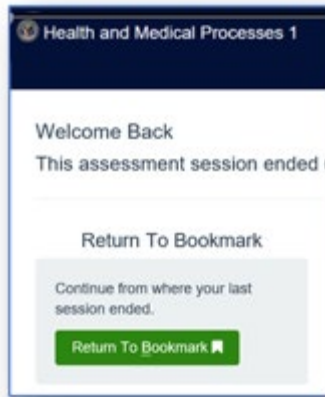 Health and Medical Processes 1
Welcome Back
This assessment session ended
Return To Bookmark
Continue from where your last
session ended.
Return To Bookmark